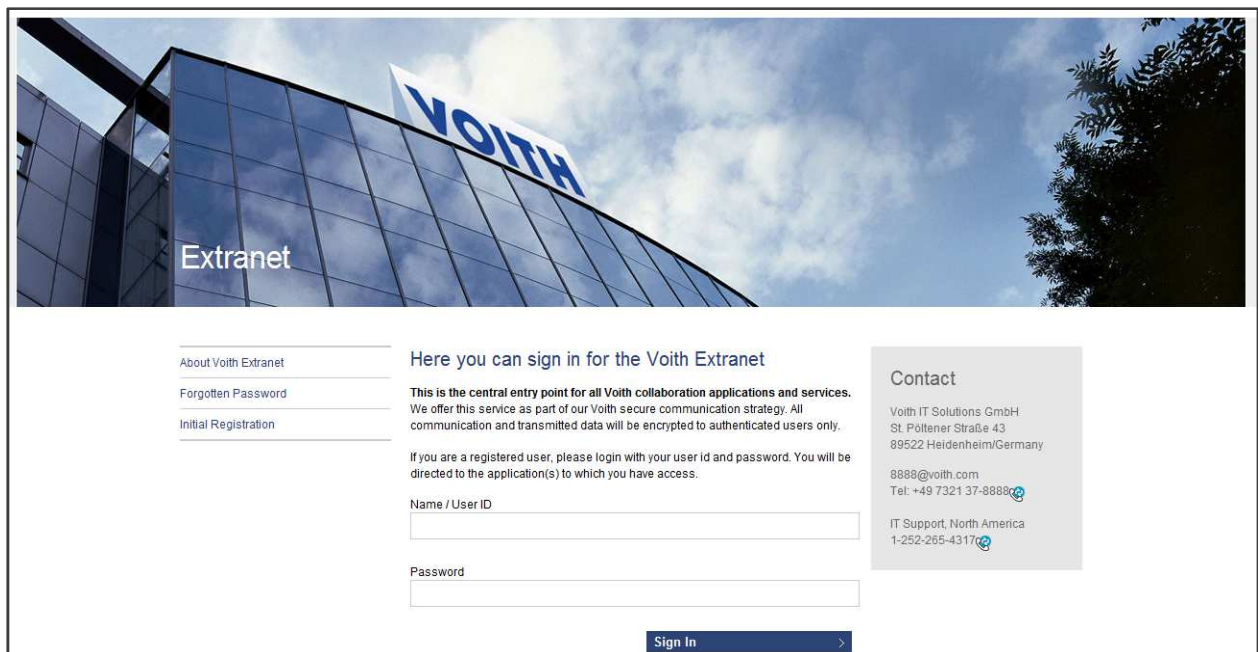 VOITH
Extranet
About Voith Extranet
Forgotten Password
Initial Registration
Here you can sign in for the Voith Extranet
This is the central entry point for all Voith collaboration applications and services.
We offer this service as part of our Voith secure communication strategy. All
communication and transmitted data will be encrypted to authenticated users only.
If you are a registered user, please login with your user id and password. You will be
directed to the application(s) to which you have access.
Name / User ID
Password
Sign In
Contact
Voith IT Solutions GmbH
St. Pöltener Straße 43
89522 Heidenheim/Germany
8888@voith.com
Tel: +49 7321 37-8888
IT Support, North America
1-252-265-4317